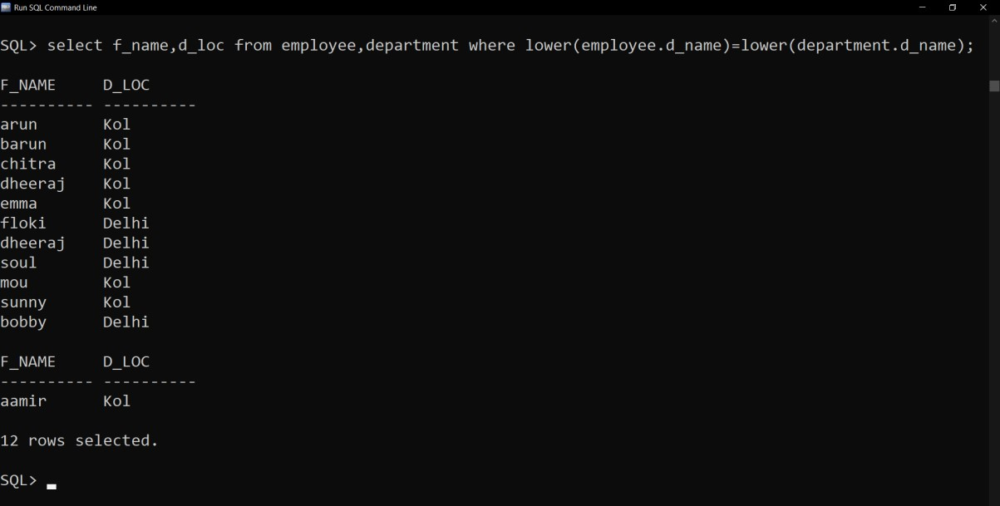 Run SQL Command Line
SQL> select f_name,d_loc from employee,department where lower(employee.d_name)=lower(department.d_name);
F_NAME     D_LOC
---------- ----------
arun       Kol
barun      Kol
chitra     Kol
dheeraj    Kol
emma       Kol
floki      Delhi
dheeraj    Delhi
soul       Delhi
mou        Kol
sunny      Kol
bobby      Delhi
F_NAME     D_LOC
---------- ----------
aamir      Kol
12 rows selected.
SQL>